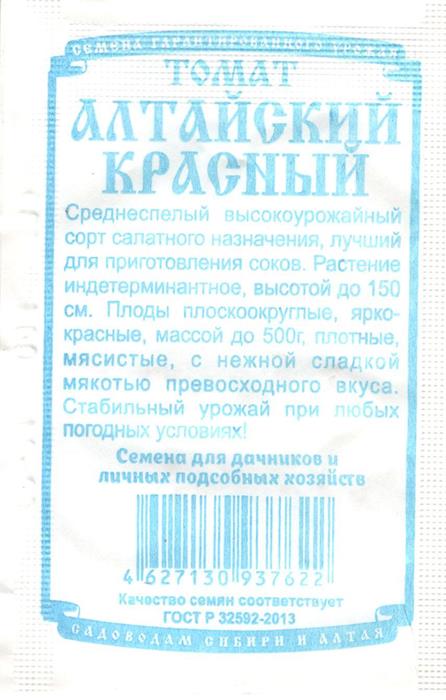 СЕМЕНА ГАРАНТИРОВАННОГО УРОЖАЯ
ТОМАТ
АЛТАЙСКИЙ
КРАСНЫЙ
Среднеспелый высокоурожайный
сорт салатного назначения, лучший
для приготовления соков. Растение
индетерминантное, высотой до 150
см. Плоды плоскоокруглые, ярко-
красные, массой до 500г, плотные,
мясистые, с нежной сладкой
мякотью превосходного вкуса.
Стабильный урожай при любых
погодных условиях!
Семена для дачников и
личных подсобных хозяйств
4 627130 937622
Качество семян соответствует
ГОСТ Р 32592-2013
САДОВОДАМ СИБИРИ И АЛТАЯ